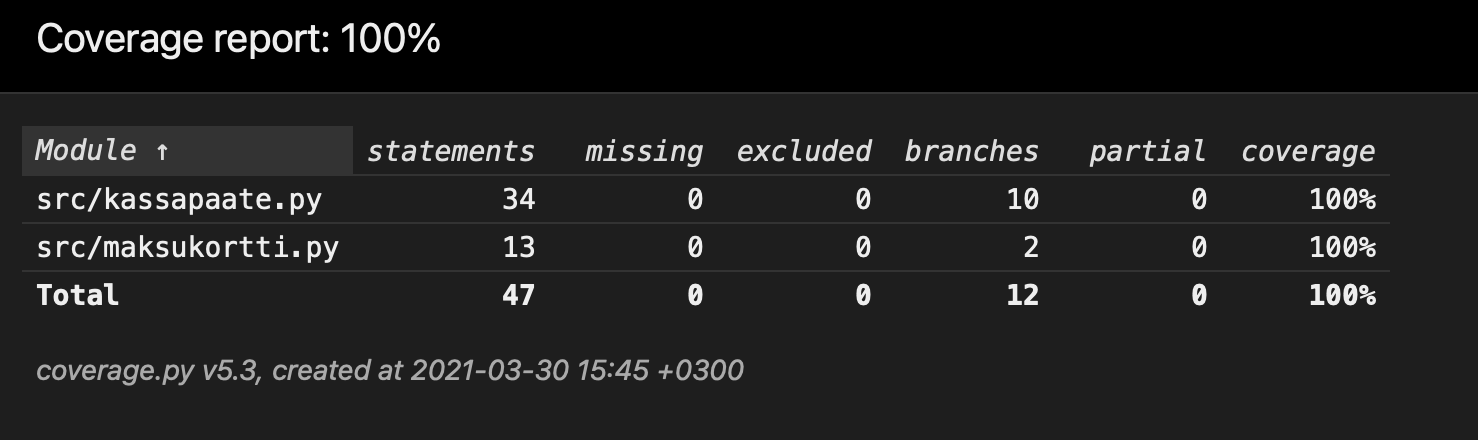 Coverage report: 100%
Module ↑ statements missing excluded branches partial coverage
src/kassapaate.py 34 0 0 10 0 100%
src/maksukortti.py 13 0 0 2 0 100%
Total 47 0 0 12 0 100%
coverage.py v5.3, created at 2021-03-30 15:45 +0300